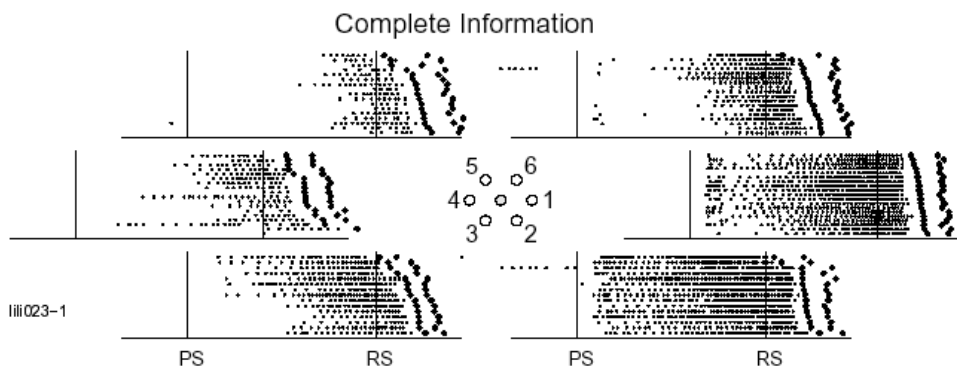 Complete Information
5 6
4 1
3 2
lili023-1
PS RS PS RS